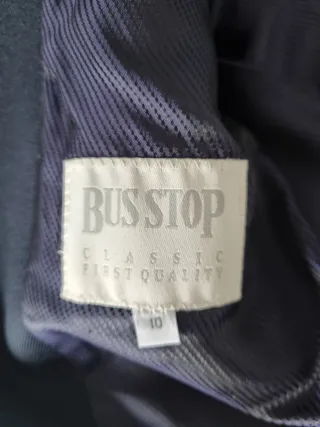 BUS STOP
CLASSIC
FIRST QUALITY
10